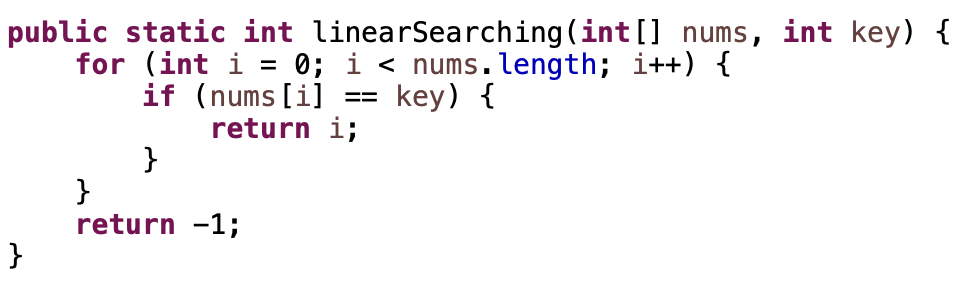 public static int linearSearching(int[] nums, int key) {
    for (int i = 0; i < nums.length; i++) {
        if (nums[i] == key) {
            return i;
        }
    }
    return -1;
}